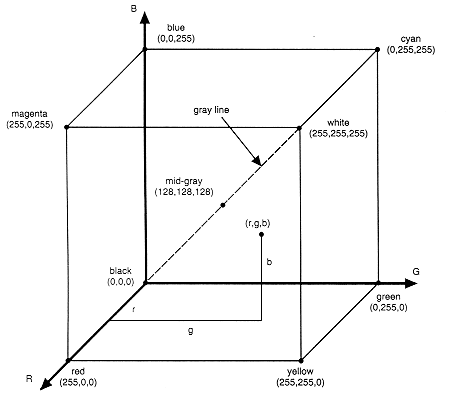 B
blue
(0,0,255)
cyan
(0,255,255)
magenta
(255,0,255)
gray line
white
(255,255,255)
mid-gray
(128,128,128)
(r,g,b)
b
black
(0,0,0)
G
r
green
(0,255,0)
g
R
red
(255,0,0)
yellow
(255,255,0)